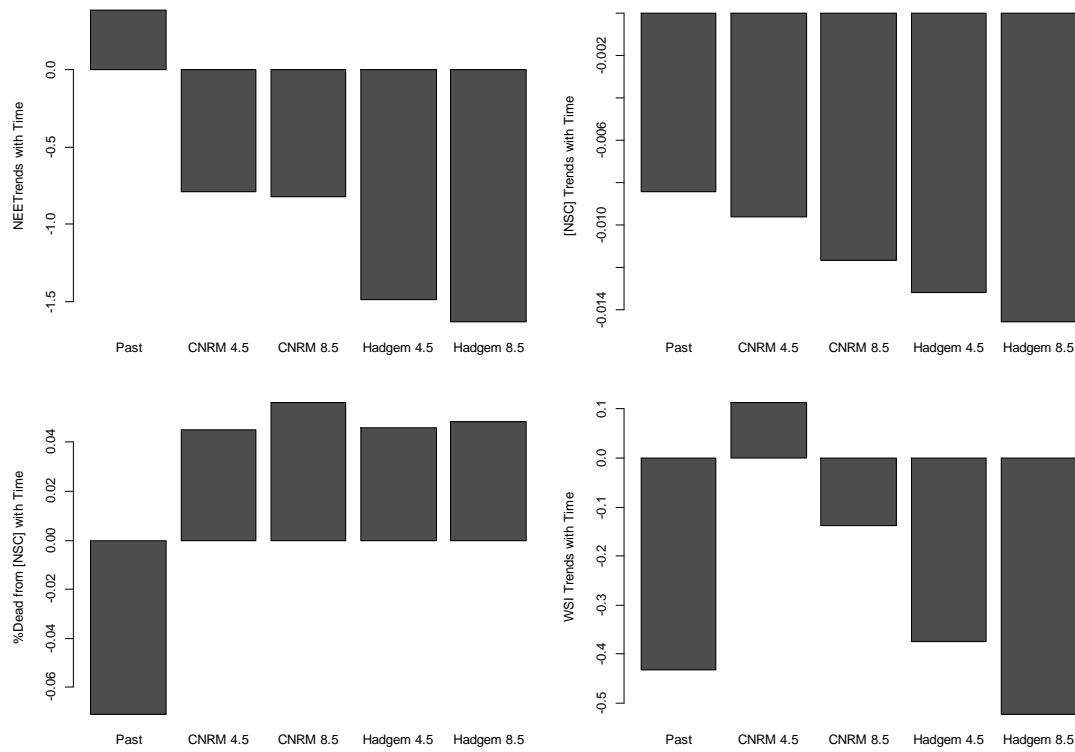 NEETrends with Time
0.0
-0.5
-1.0
-1.5
Past CNRM 4.5 CNRM 8.5 Hadgem 4.5 Hadgem 8.5
[NSC] Trends with Time
-0.002
-0.006
-0.010
-0.014
Past CNRM 4.5 CNRM 8.5 Hadgem 4.5 Hadgem 8.5
%Dead from [NSC] with Time
0.04
0.02
0.00
-0.02
-0.04
-0.06
Past CNRM 4.5 CNRM 8.5 Hadgem 4.5 Hadgem 8.5
WSI Trends with Time
0.1
0.0
-0.1
-0.2
-0.3
-0.4
-0.5
Past CNRM 4.5 CNRM 8.5 Hadgem 4.5 Hadgem 8.5